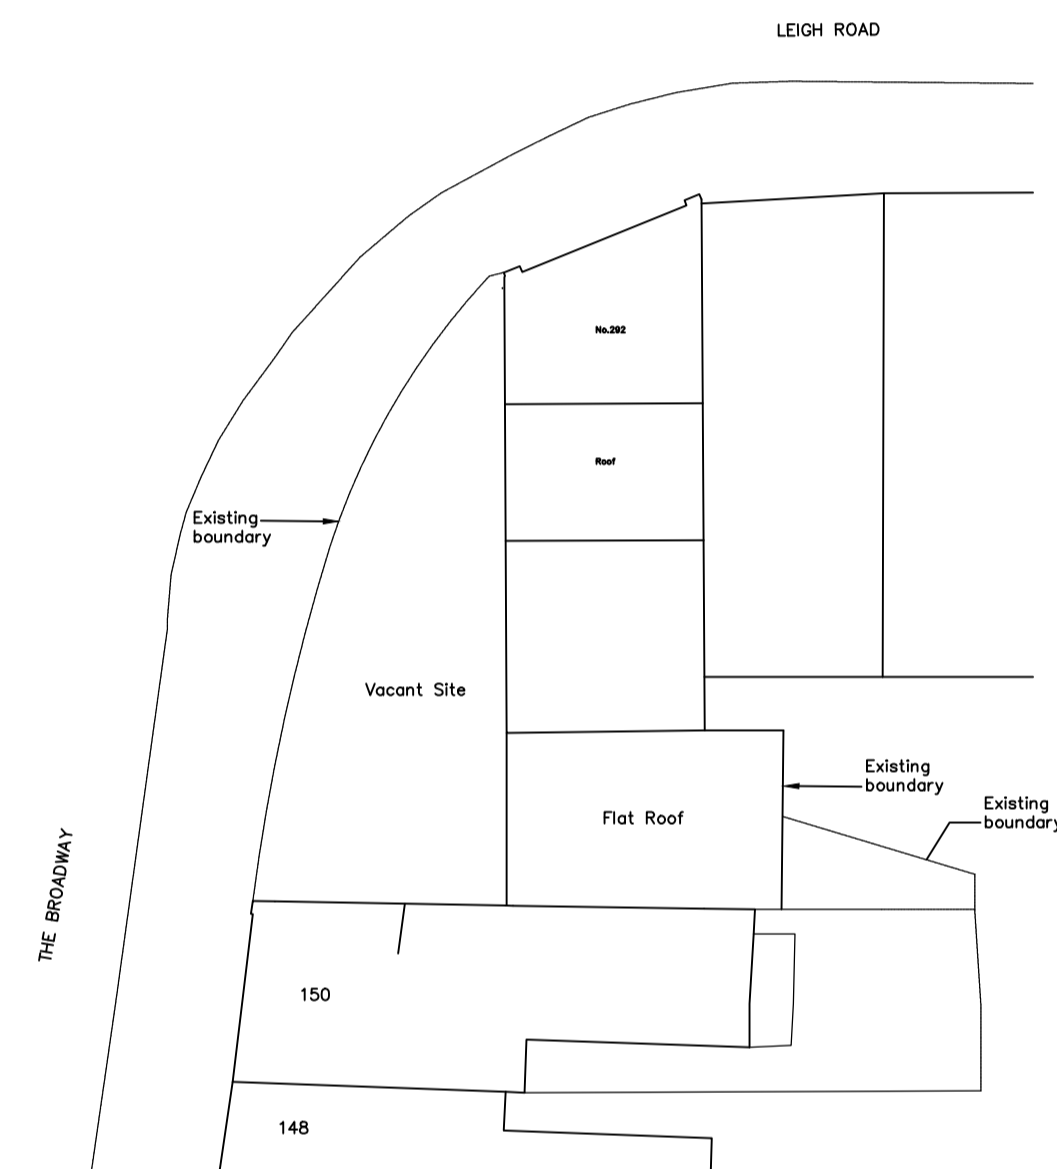 LEIGH ROAD
No.292
Roof
Existing
boundary
Vacant Site
Existing
boundary
Existing
boundary
Flat Roof
THE BROADWAY
150
148